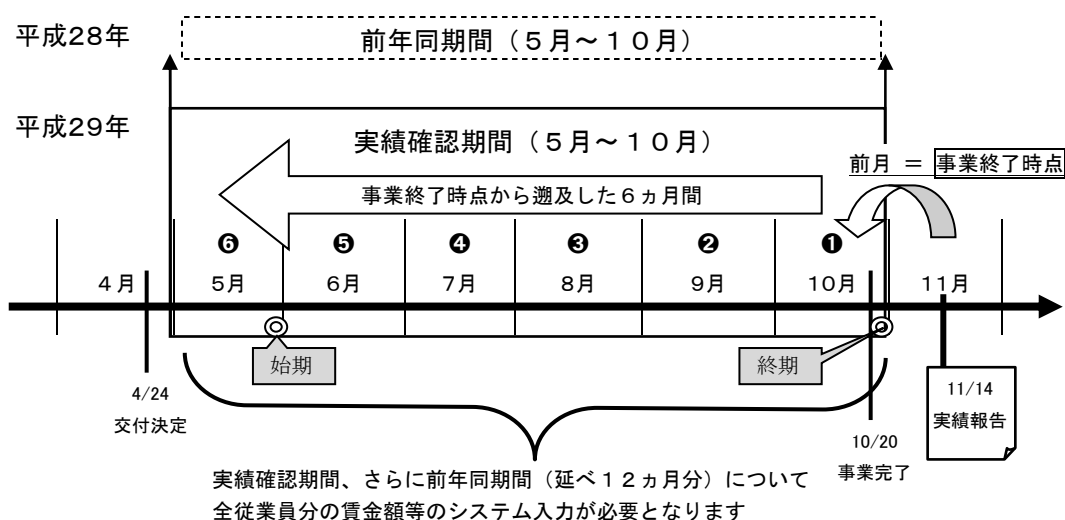 平成28年
前年同期間（５月～１０月）
平成29年
実績確認期間（５月～１０月）
前月 ＝ 事業終了時点
事業終了時点から遡及した６ヵ月間
❻ ❺ ❹ ❸ ❷ ❶
４月 ５月 ６月 ７月 ８月 ９月 10月 11月
始期 終期
4/24
交付決定
11/14
実績報告
10/20
事業完了
実績確認期間、さらに前年同期間（延べ１２ヵ月分）について
全従業員分の賃金額等のシステム入力が必要となります